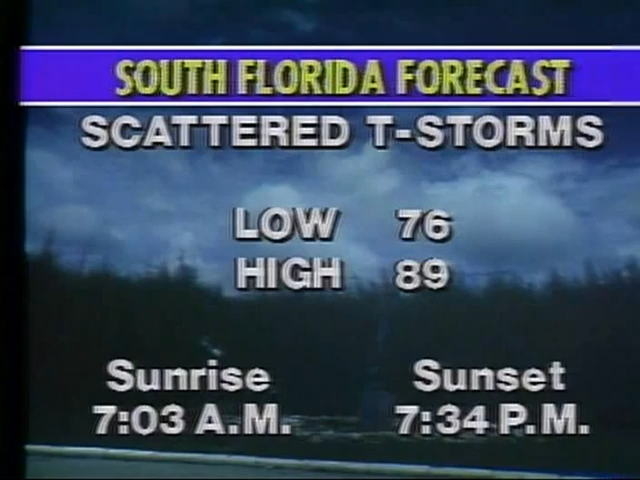 SOUTH FLORIDA FORECAST
SCATTERED T-STORMS
LOW 76
HIGH 89
Sunrise Sunset
7:03 A.M. 7:34 P.M.